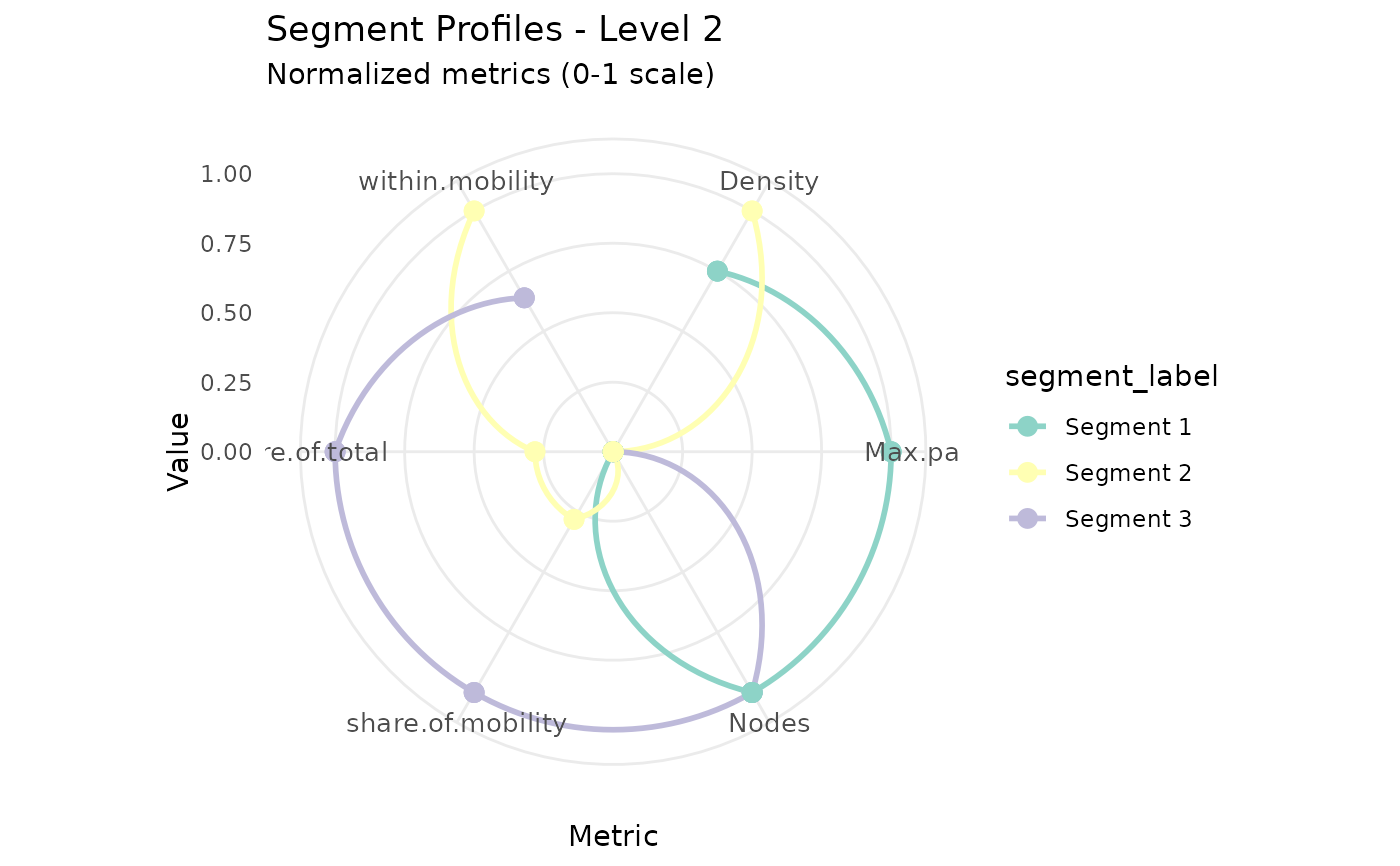 Segment Profiles - Level 2
Normalized metrics (0-1 scale)
1.00
0.75
0.50
0.25
0.00
Value
within.mobility
Density
e.of.total
Max.pa
share.of.mobility
Nodes
Metric
segment_label
Segment 1
Segment 2
Segment 3